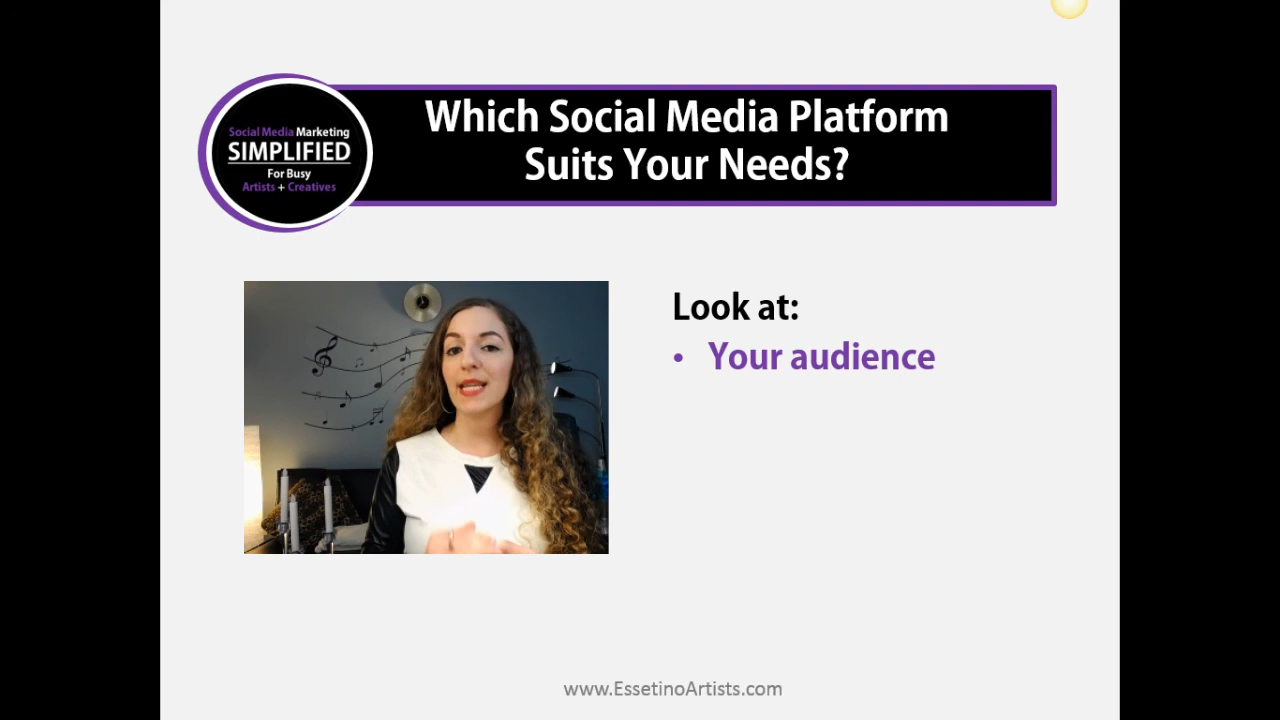 Social Media Marketing
SIMPLIFIED
For Busy
Artists + Creatives
Which Social Media Platform
Suits Your Needs?
Look at:
• Your audience
www.EssetinoArtists.com